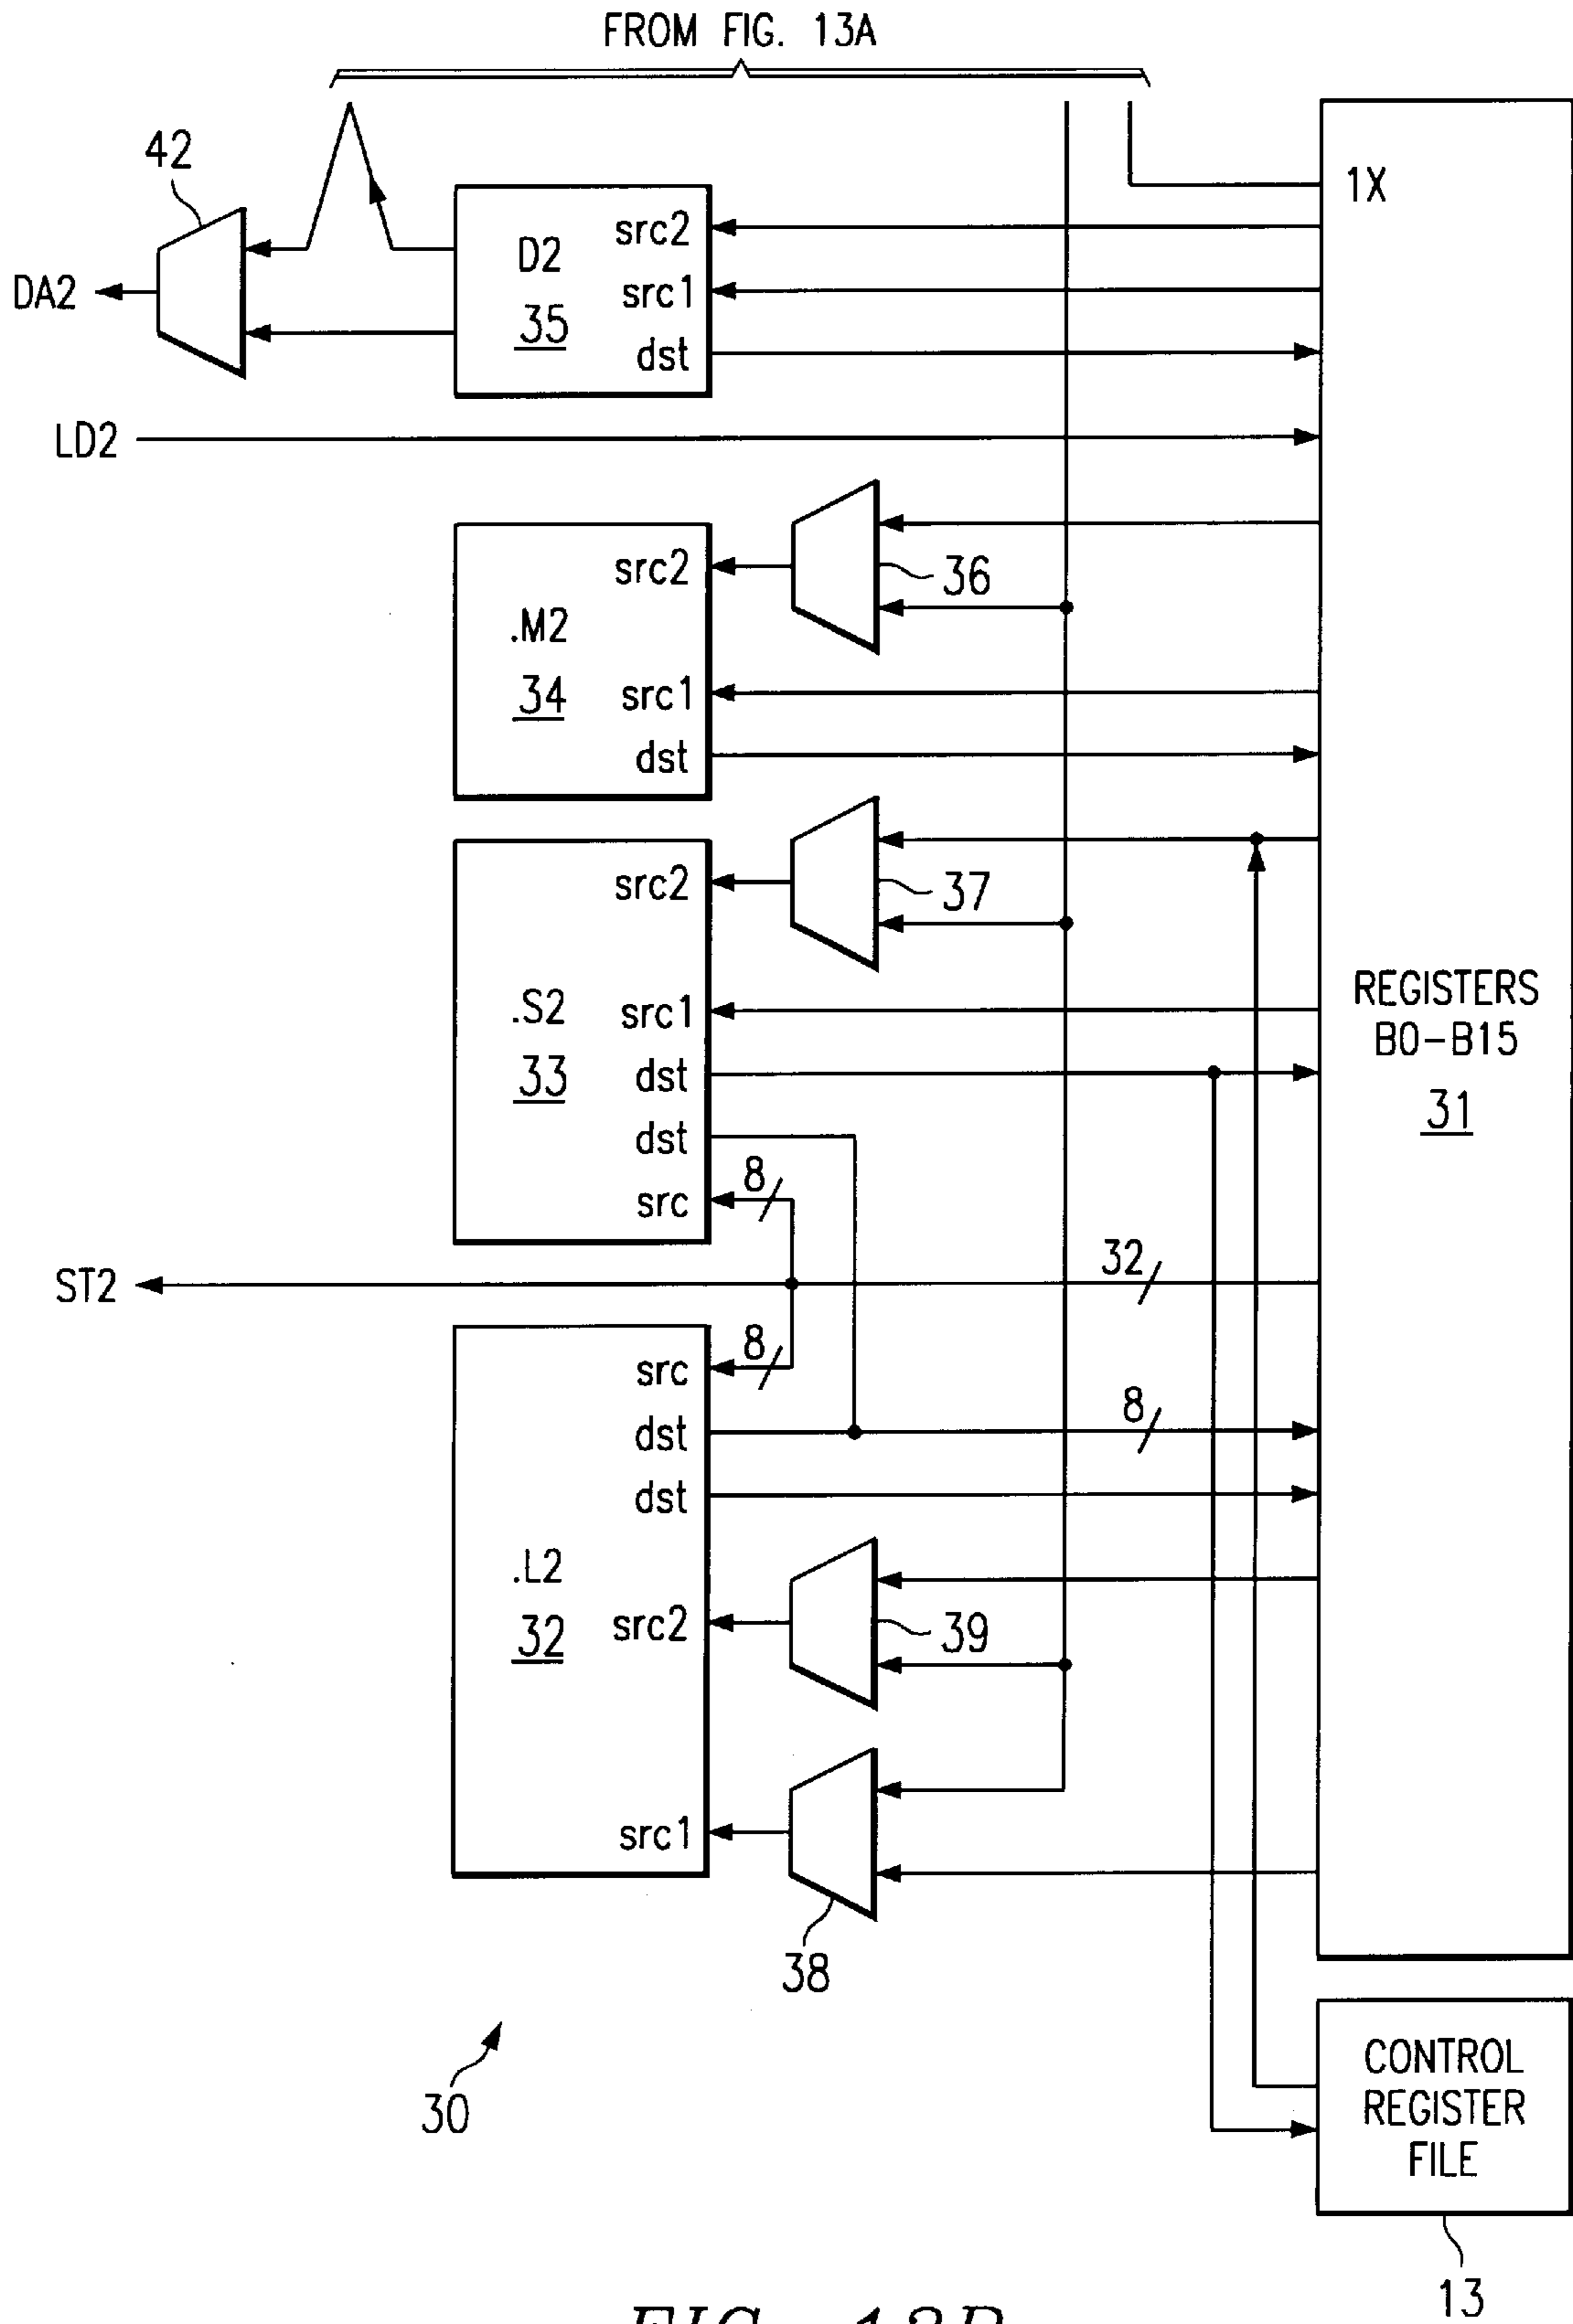 FROM FIG. 13A
42
1X
src2
D2
DA2
src1
35
dst
LD2
src2
36
.M2
34
src1
dst
src2
37
.S2
src1
33
dst
dst
8
src
REGISTERS
B0-B15
31
ST2
32
8
src
dst
8
dst
.L2
32
src2
39
src1
38
30
CONTROL
REGISTER
FILE
13
FIG. 13B